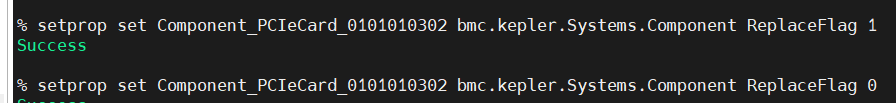 % setprop set Component_PCIeCard_0101010302 bmc.kepler.Systems.Component ReplaceFlag 1
Success
% setprop set Component_PCIeCard_0101010302 bmc.kepler.Systems.Component ReplaceFlag 0